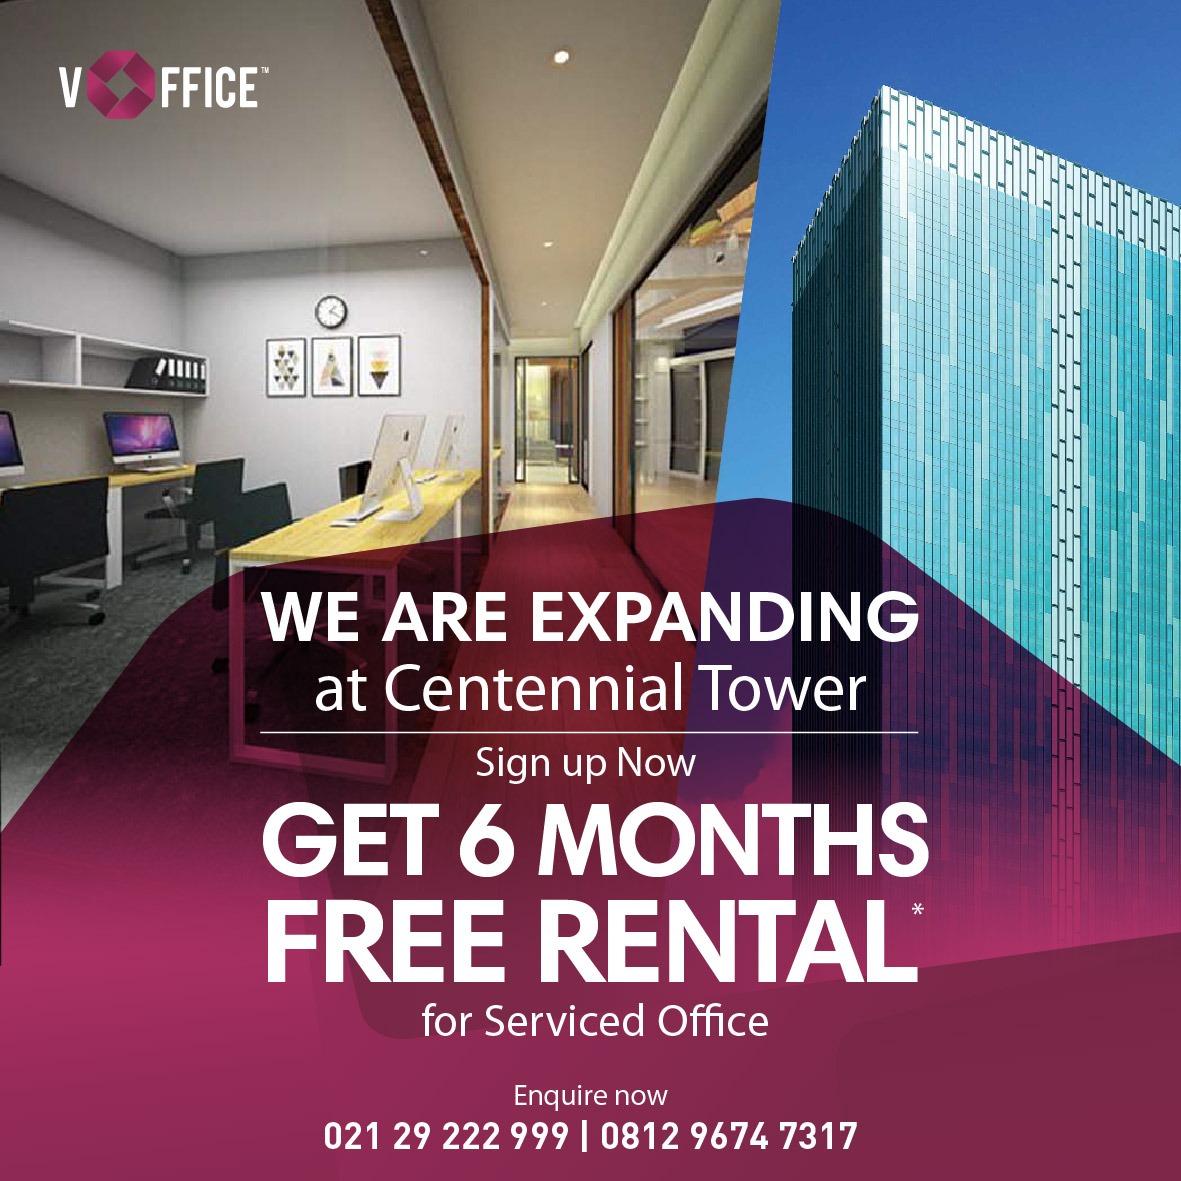 VOFFICE™
WE ARE EXPANDING
at Centennial Tower
Sign up Now
GET 6 MONTHS
FREE RENTAL*
for Serviced Office
Enquire now
021 29 222 999 | 0812 9674 7317